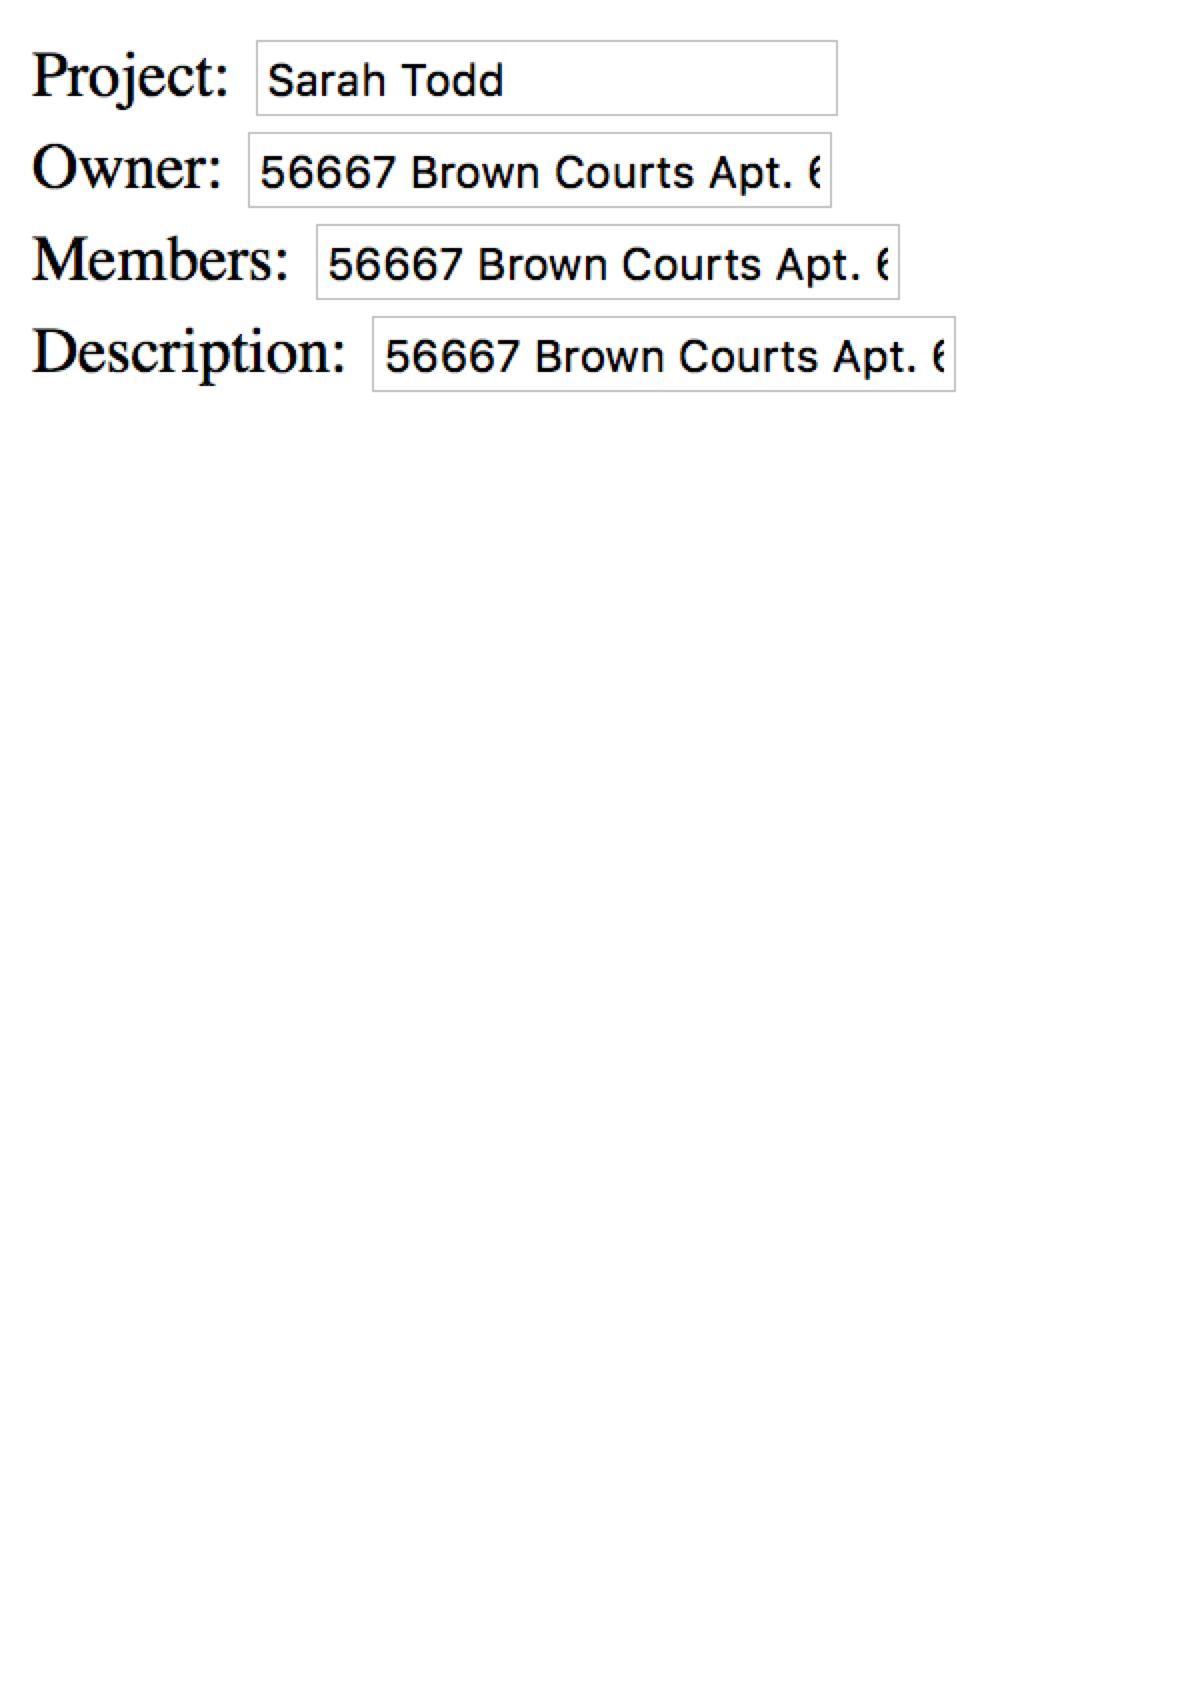 Project: Sarah Todd
Owner: 56667 Brown Courts Apt.
Members: 56667 Brown Courts Apt.
Description: 56667 Brown Courts Apt.